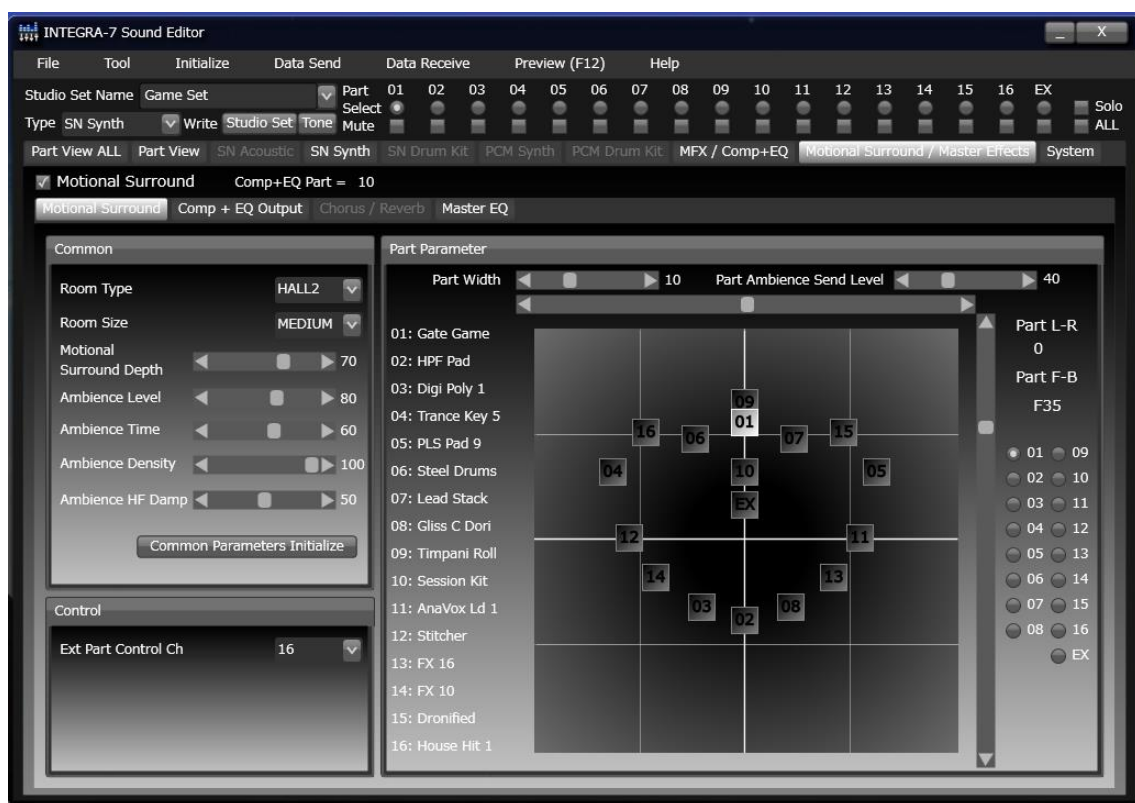 INTEGRA-7 Sound Editor
_ X
File Tool Initialize Data Send Data Receive Preview (F12) Help
Studio Set Name Game Set Part Select 01 02 03 04 05 06 07 08 09 10 11 12 13 14 15 16 EX Solo
Type SN Synth Write Studio Set Tone Mute ALL
Part View ALL Part View SN Acoustic SN Synth SN Drum Kit PCM Synth PCM Drum Kit MFX / Comp+EQ Motional Surround / Master Effects System
Motional Surround Comp+EQ Part = 10
Motional Surround Comp + EQ Output Chorus / Reverb Master EQ
Common
Room Type HALL2
Room Size MEDIUM
Motional
Surround Depth 70
Ambience Level 80
Ambience Time 60
Ambience Density 100
Ambience HF Damp 50
Common Parameters Initialize
Control
Ext Part Control Ch 16
Part Parameter
Part Width 10 Part Ambience Send Level 40
01: Gate Game
02: HPF Pad
03: Digi Poly 1
04: Trance Key 5
05: PLS Pad 9
06: Steel Drums
07: Lead Stack
08: Gliss C Dori
09: Timpani Roll
10: Session Kit
11: AnaVox Ld 1
12: Stitcher
13: FX 16
14: FX 10
15: Dronified
16: House Hit 1
09
01
16 06 07 15
04 10 05
EX
12 11
14 13
03 02 08
Part L-R
0
Part F-B
F35
01 09
02 10
03 11
04 12
05 13
06 14
07 15
08 16
EX